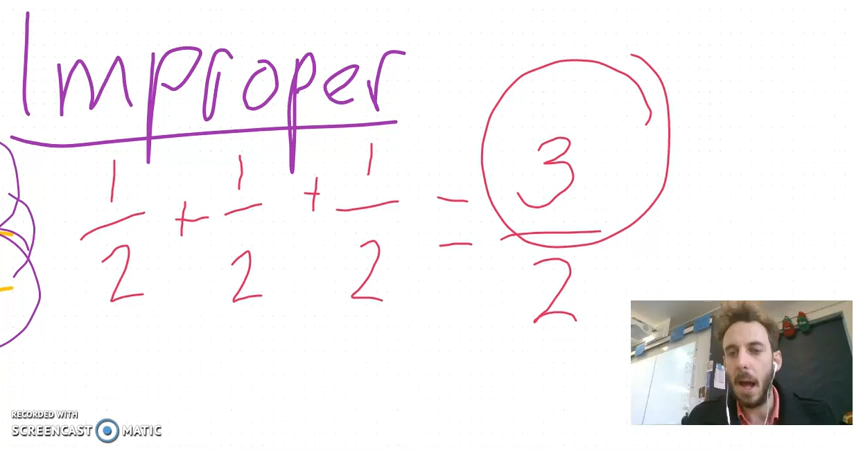 Improper
1/2 + 1/2 + 1/2 = 3/2
RECORDED WITH
SCREENCAST MATIC